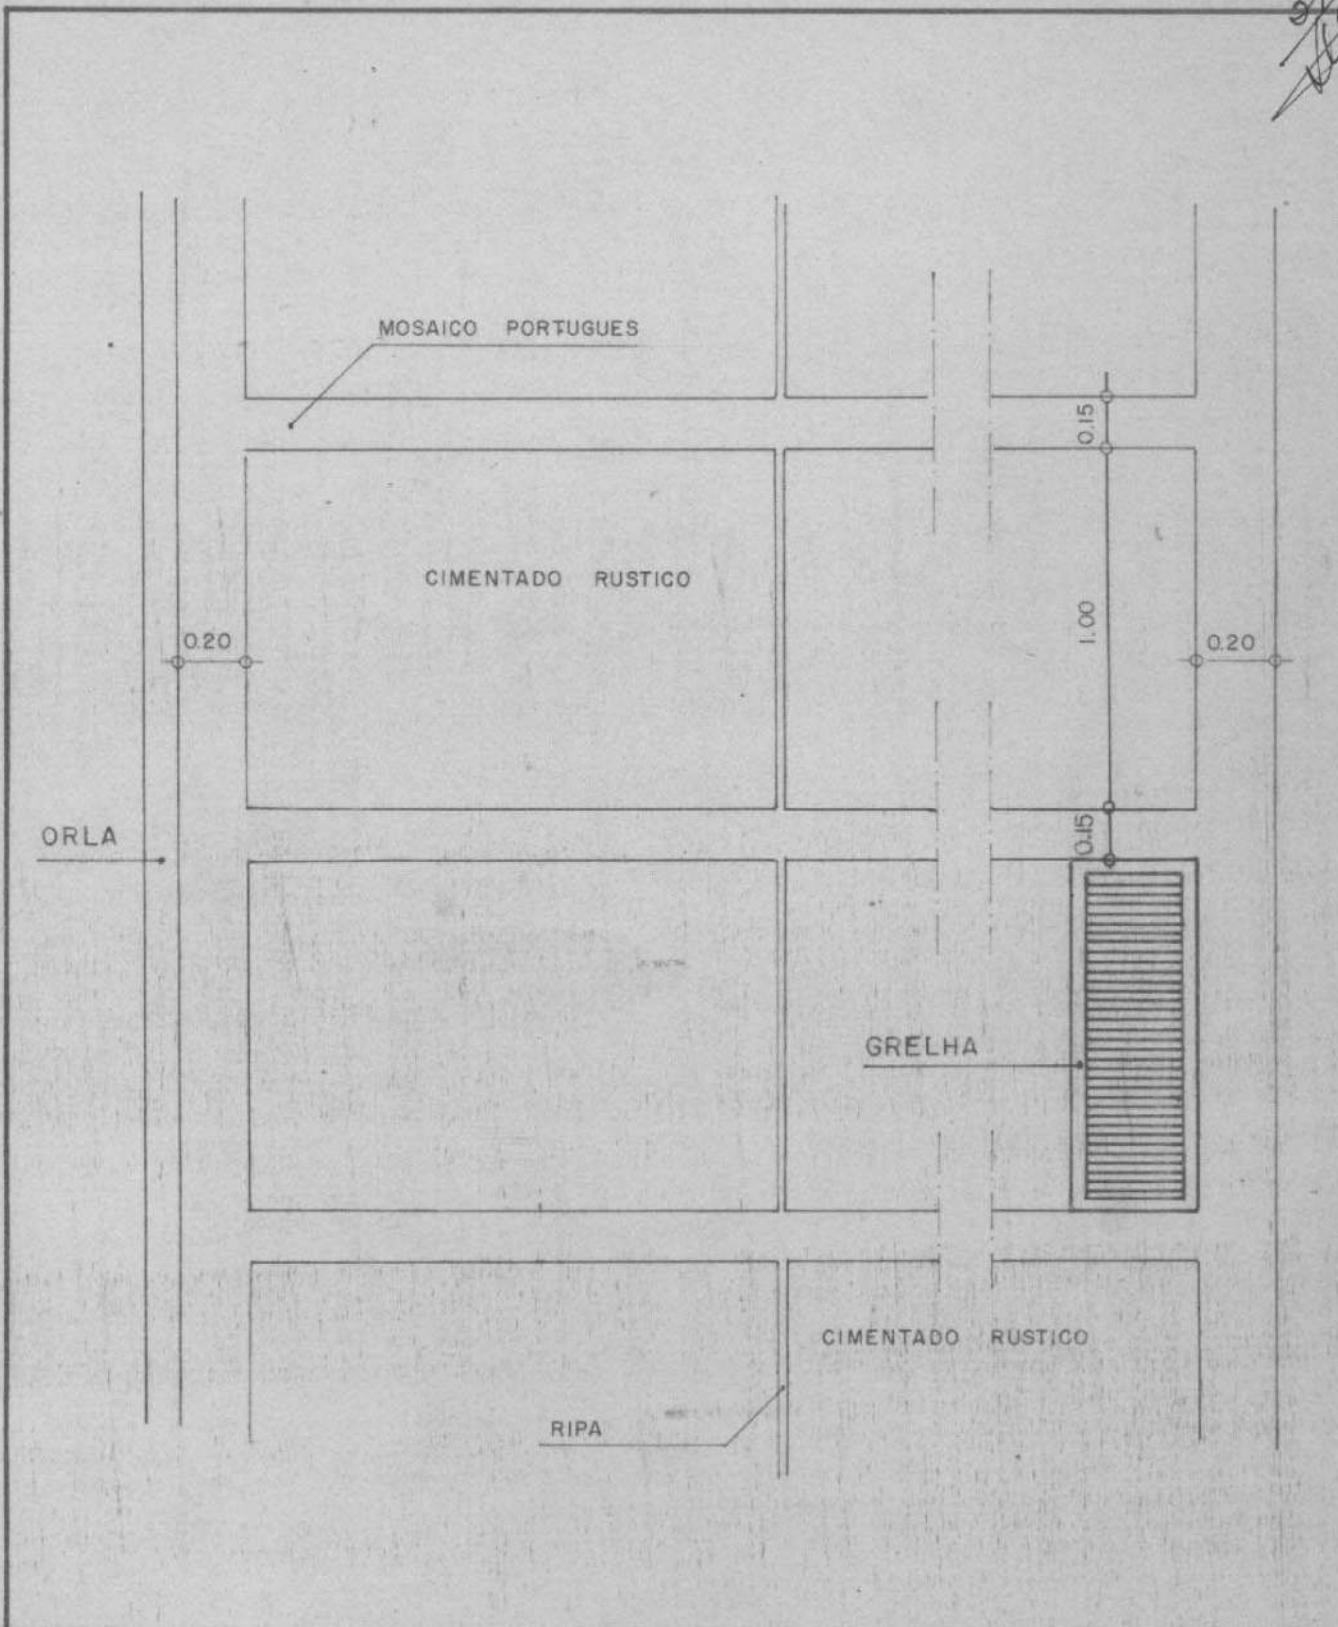 MOSAICO PORTUGUES
0.15
CIMENTADO RUSTICO
1.00
0.20
0.20
ORLA
0.15
GRELHA
CIMENTADO RUSTICO
RIPA